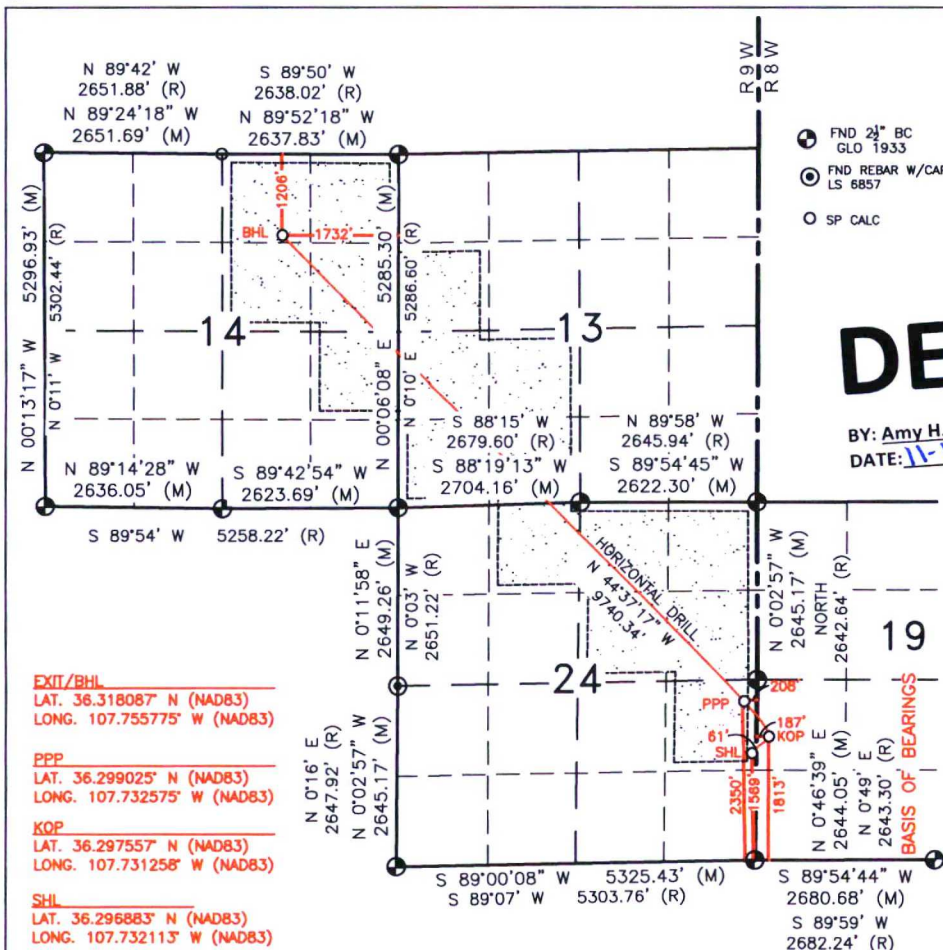 R 9 W
R 8 W
N 89°42' W
2651.88' (R)
N 89°24'18" W
2651.69' (M)
S 89°50' W
2638.02' (R)
N 89°52'18" W
2637.83' (M)
FND 2½" BC
GLO 1933
FND REBAR W/CAP
LS 6857
SP CALC
N 00°13'17" W 5296.93' (M)
N 0°11' W 5302.44' (R)
1206'
BHL
1732'
N 00°06'08" E 5285.30' (M)
N 0°10' E 5286.60' (R)
14
13
DE
BY: Amy H.
DATE: 11-
N 89°14'28" W
2636.05' (M)
S 89°42'54" W
2623.69' (M)
S 88°15' W
2679.60' (R)
S 88°19'13" W
2704.16' (M)
N 89°58' W
2645.94' (R)
S 89°54'45" W
2622.30' (M)
S 89°54' W 5258.22' (R)
N 0°11'58" E
2649.26' (M)
N 0°03' W
2651.22' (R)
HORIZONTAL DRILL
N 44°37'17" W
9740.34'
N 0°02'57" W
2645.17' (M)
NORTH
2642.64' (R)
19
24
PPP
208'
187'
KOP
61'
SHL
2350'
1569'
1813'
EXIT/BHL
LAT. 36.318087° N (NAD83)
LONG. 107.755775° W (NAD83)
PPP
LAT. 36.299025° N (NAD83)
LONG. 107.732575° W (NAD83)
KOP
LAT. 36.297557° N (NAD83)
LONG. 107.731258° W (NAD83)
SHL
LAT. 36.296883° N (NAD83)
LONG. 107.732113° W (NAD83)
N 0°16' E
2647.92' (R)
N 0°02'57" W
2645.17' (M)
N 0°46'39" E
2644.05' (M)
N 0°49' E
2643.30' (R)
BASIS OF BEARINGS
S 89°00'08" W 5325.43' (M)
S 89°07' W 5303.76' (R)
S 89°54'44" W
2680.68' (M)
S 89°59' W
2682.24' (R)